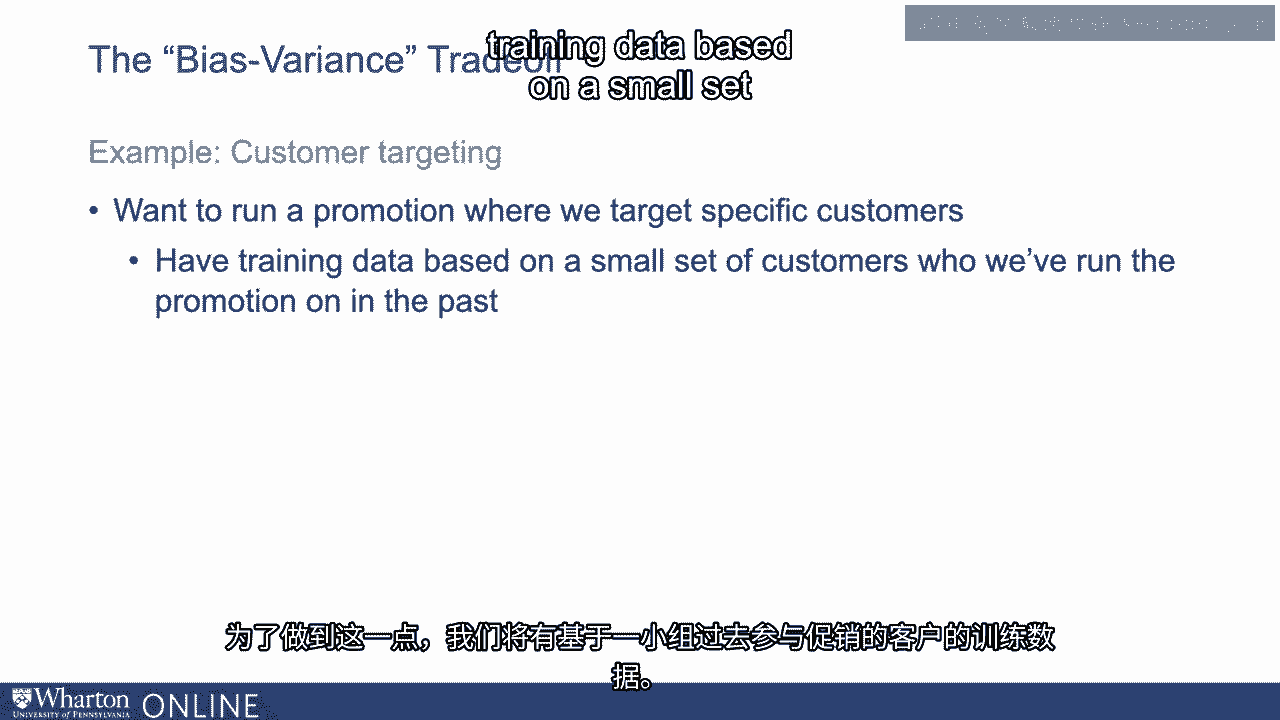 training data based
on a small set
The “Bias-Variance” Tradeoff
Example: Customer targeting
• Want to run a promotion where we target specific customers
• Have training data based on a small set of customers who we’ve run the
promotion on in the past
为了做到这一点，我们将有基于一小组过去参与促销的客户的训练数
据。
Wharton
UNIVERSITY of PENNSYLVANIA
ONLINE